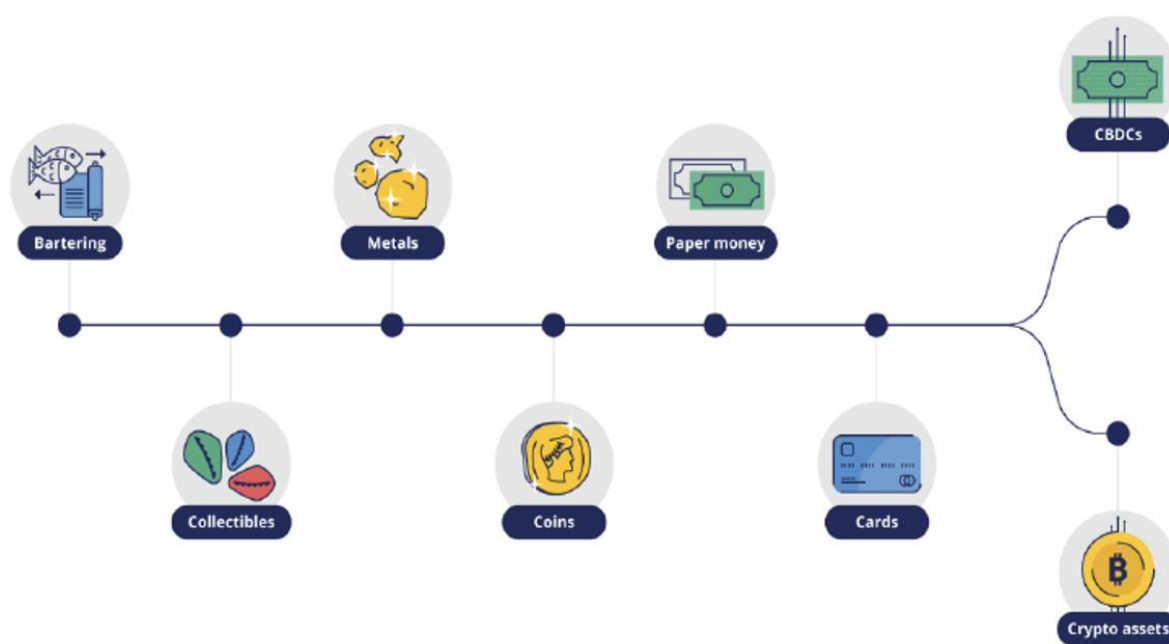 Bartering
Collectibles
Metals
Coins
Paper money
Cards
CBDCs
Crypto assets